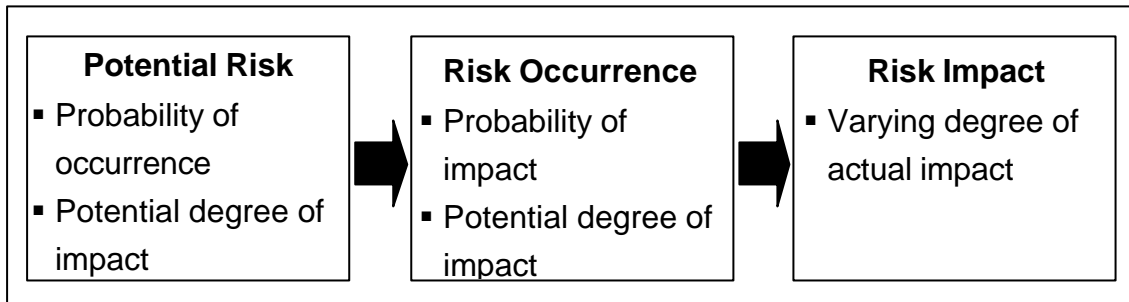 Potential Risk
▪ Probability of
occurrence
▪ Potential degree of
impact
Risk Occurrence
▪ Probability of
impact
▪ Potential degree of
impact
Risk Impact
▪ Varying degree of
actual impact